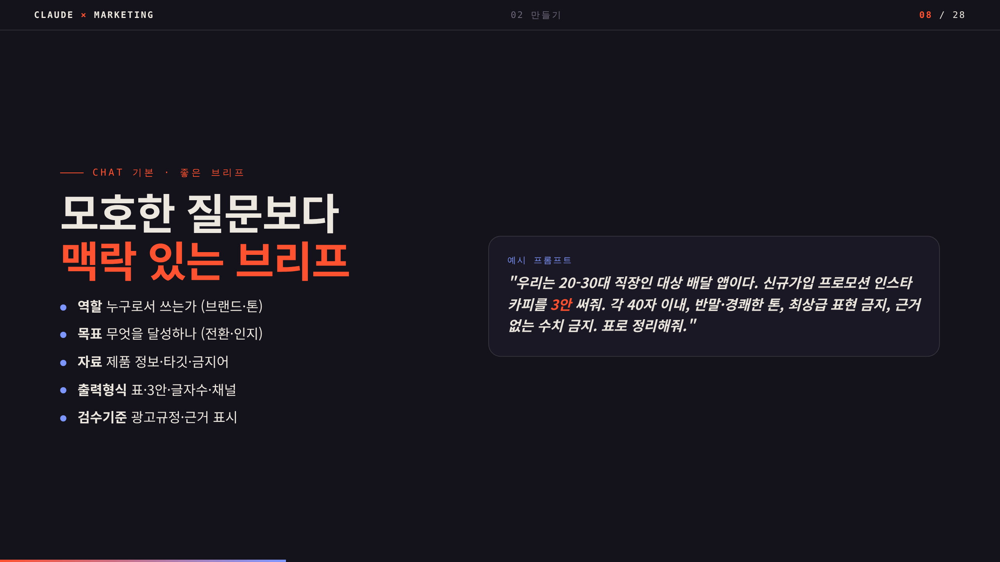 CLAUDE × MARKETING
02 만들기
08 / 28
CHAT 기본 · 좋은 브리프
모호한 질문보다
맥락 있는 브리프
역할 누구로서 쓰는가 (브랜드·톤)
목표 무엇을 달성하나 (전환·인지)
자료 제품 정보·타깃·금지어
출력형식 표·3안·글자수·채널
검수기준 광고규정·근거 표시
예시 프롬프트
"우리는 20-30대 직장인 대상 배달 앱이다. 신규가입 프로모션 인스타
카피를 3안 써줘. 각 40자 이내, 반말·경쾌한 톤, 최상급 표현 금지, 근거
없는 수치 금지. 표로 정리해줘."